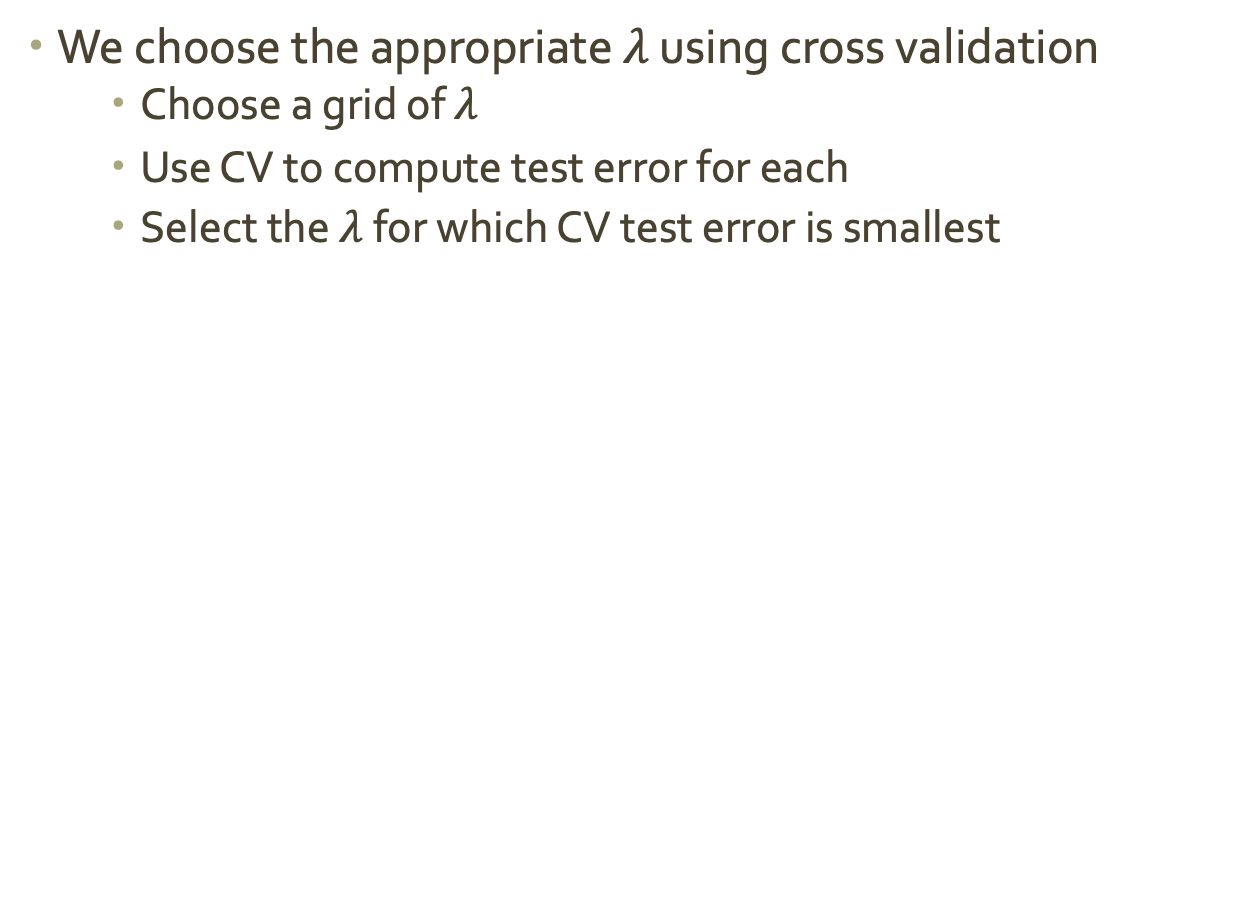 • We choose the appropriate 𝜆 using cross validation
• Choose a grid of 𝜆
• Use CV to compute test error for each
• Select the 𝜆 for which CV test error is smallest